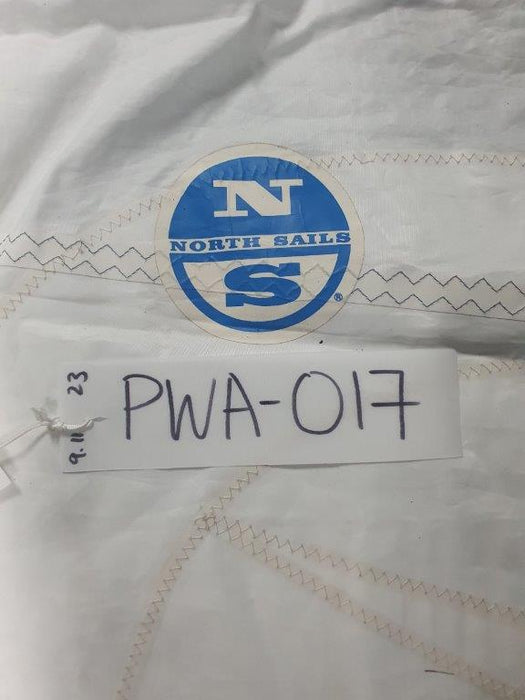 N
NORTH SAILS
S
®
PWA-017
9.11 23